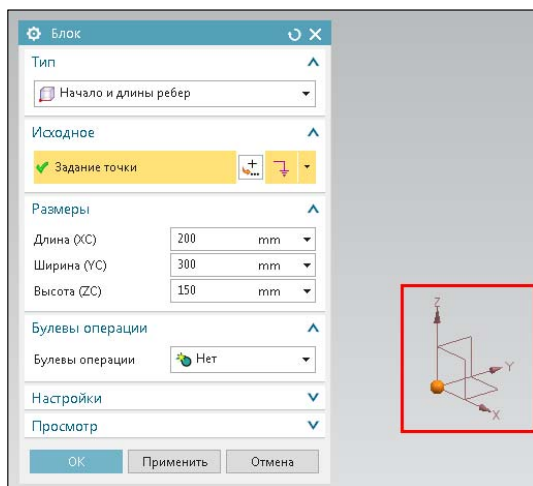 Блок
Тип
Начало и длины ребер
Исходное
Задание точки
Размеры
Длина (XC) 200 mm
Ширина (YC) 300 mm
Высота (ZC) 150 mm
Булевы операции
Булевы операции Нет
Настройки
Просмотр
OK Применить Отмена
Z
Y
X